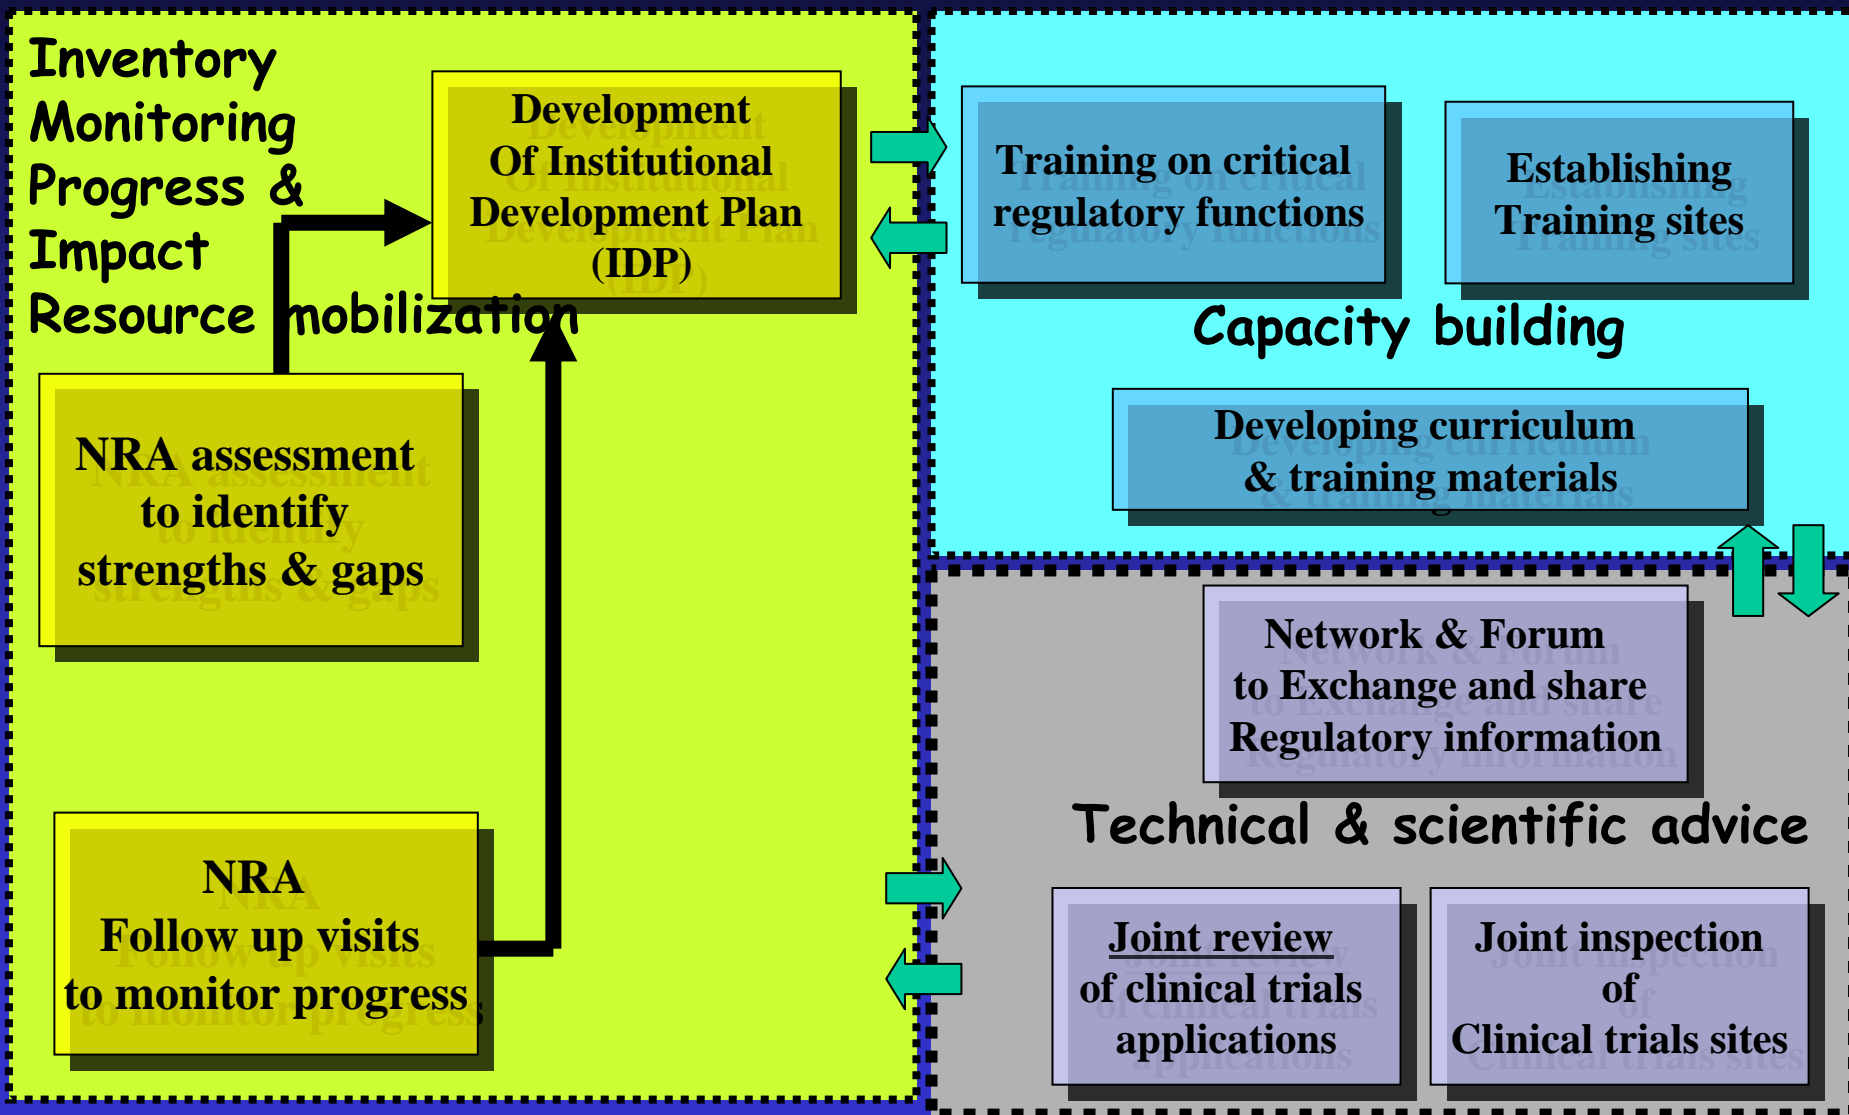 Inventory
Monitoring
Progress &
Impact
Resource mobilization
Development
Of Institutional
Development Plan
(IDP)
NRA assessment
to identify
strengths & gaps
NRA
Follow up visits
to monitor progress
Training on critical
regulatory functions
Establishing
Training sites
Capacity building
Developing curriculum
& training materials
Network & Forum
to Exchange and share
Regulatory information
Technical & scientific advice
Joint review
of clinical trials
applications
Joint inspection
of
Clinical trials sites